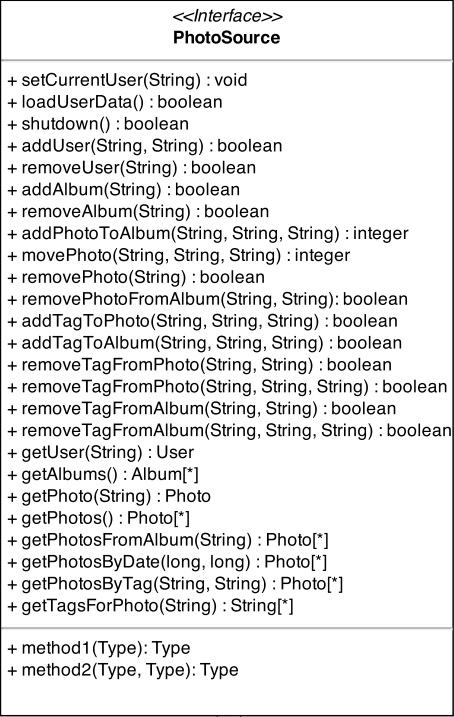 <<Interface>>
PhotoSource
+ setCurrentUser(String) : void
+ loadUserData() : boolean
+ shutdown() : boolean
+ addUser(String, String) : boolean
+ removeUser(String) : boolean
+ addAlbum(String) : boolean
+ removeAlbum(String) : boolean
+ addPhotoToAlbum(String, String, String) : integer
+ movePhoto(String, String, String) : integer
+ removePhoto(String) : boolean
+ removePhotoFromAlbum(String, String): boolean
+ addTagToPhoto(String, String, String) : boolean
+ addTagToAlbum(String, String, String) : boolean
+ removeTagFromPhoto(String, String) : boolean
+ removeTagFromPhoto(String, String, String) : boolean
+ removeTagFromAlbum(String, String) : boolean
+ removeTagFromAlbum(String, String, String) : boolean
+ getUser(String) : User
+ getAlbums() : Album[*]
+ getPhoto(String) : Photo
+ getPhotos() : Photo[*]
+ getPhotosFromAlbum(String) : Photo[*]
+ getPhotosByDate(long, long) : Photo[*]
+ getPhotosByTag(String, String) : Photo[*]
+ getTagsForPhoto(String) : String[*]
+ method1(Type): Type
+ method2(Type, Type): Type